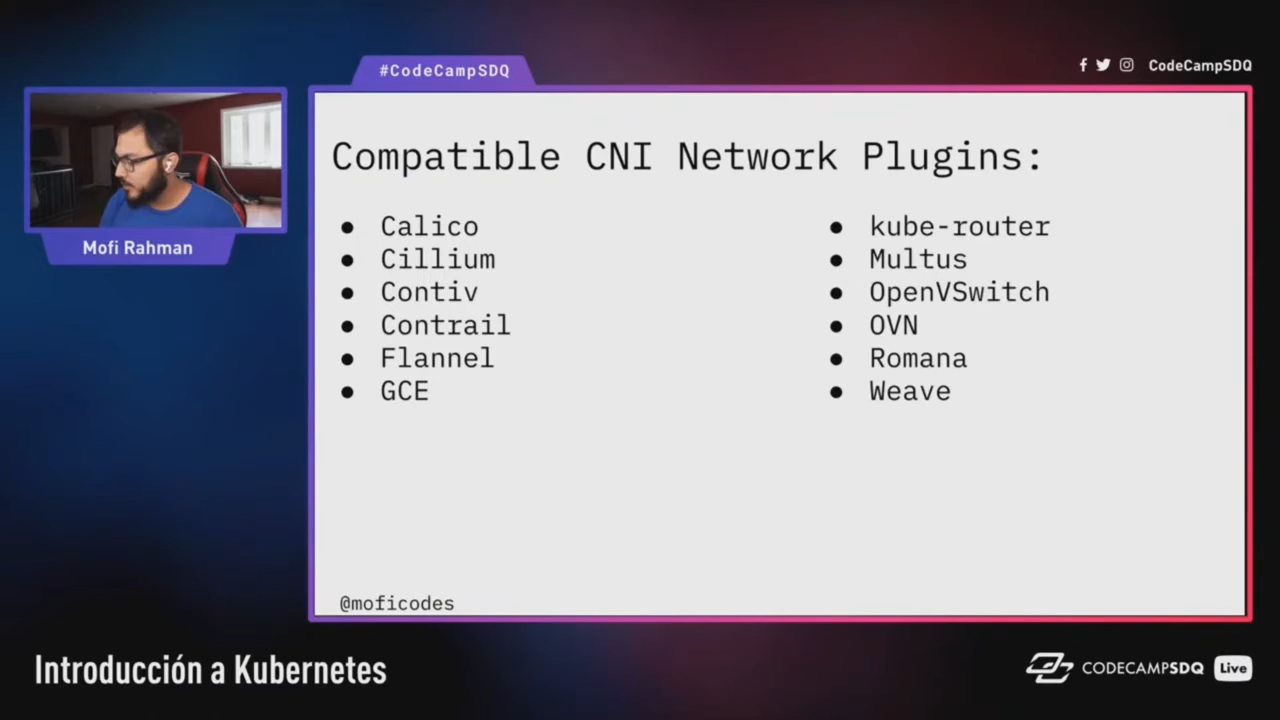 #CodeCampSDQ
CodeCampSDQ
Mofi Rahman
Compatible CNI Network Plugins:
● Calico
● Cillium
● Contiv
● Contrail
● Flannel
● GCE
● kube-router
● Multus
● OpenVSwitch
● OVN
● Romana
● Weave
@moficodes
Introducción a Kubernetes
CODECAMPSDQ Live